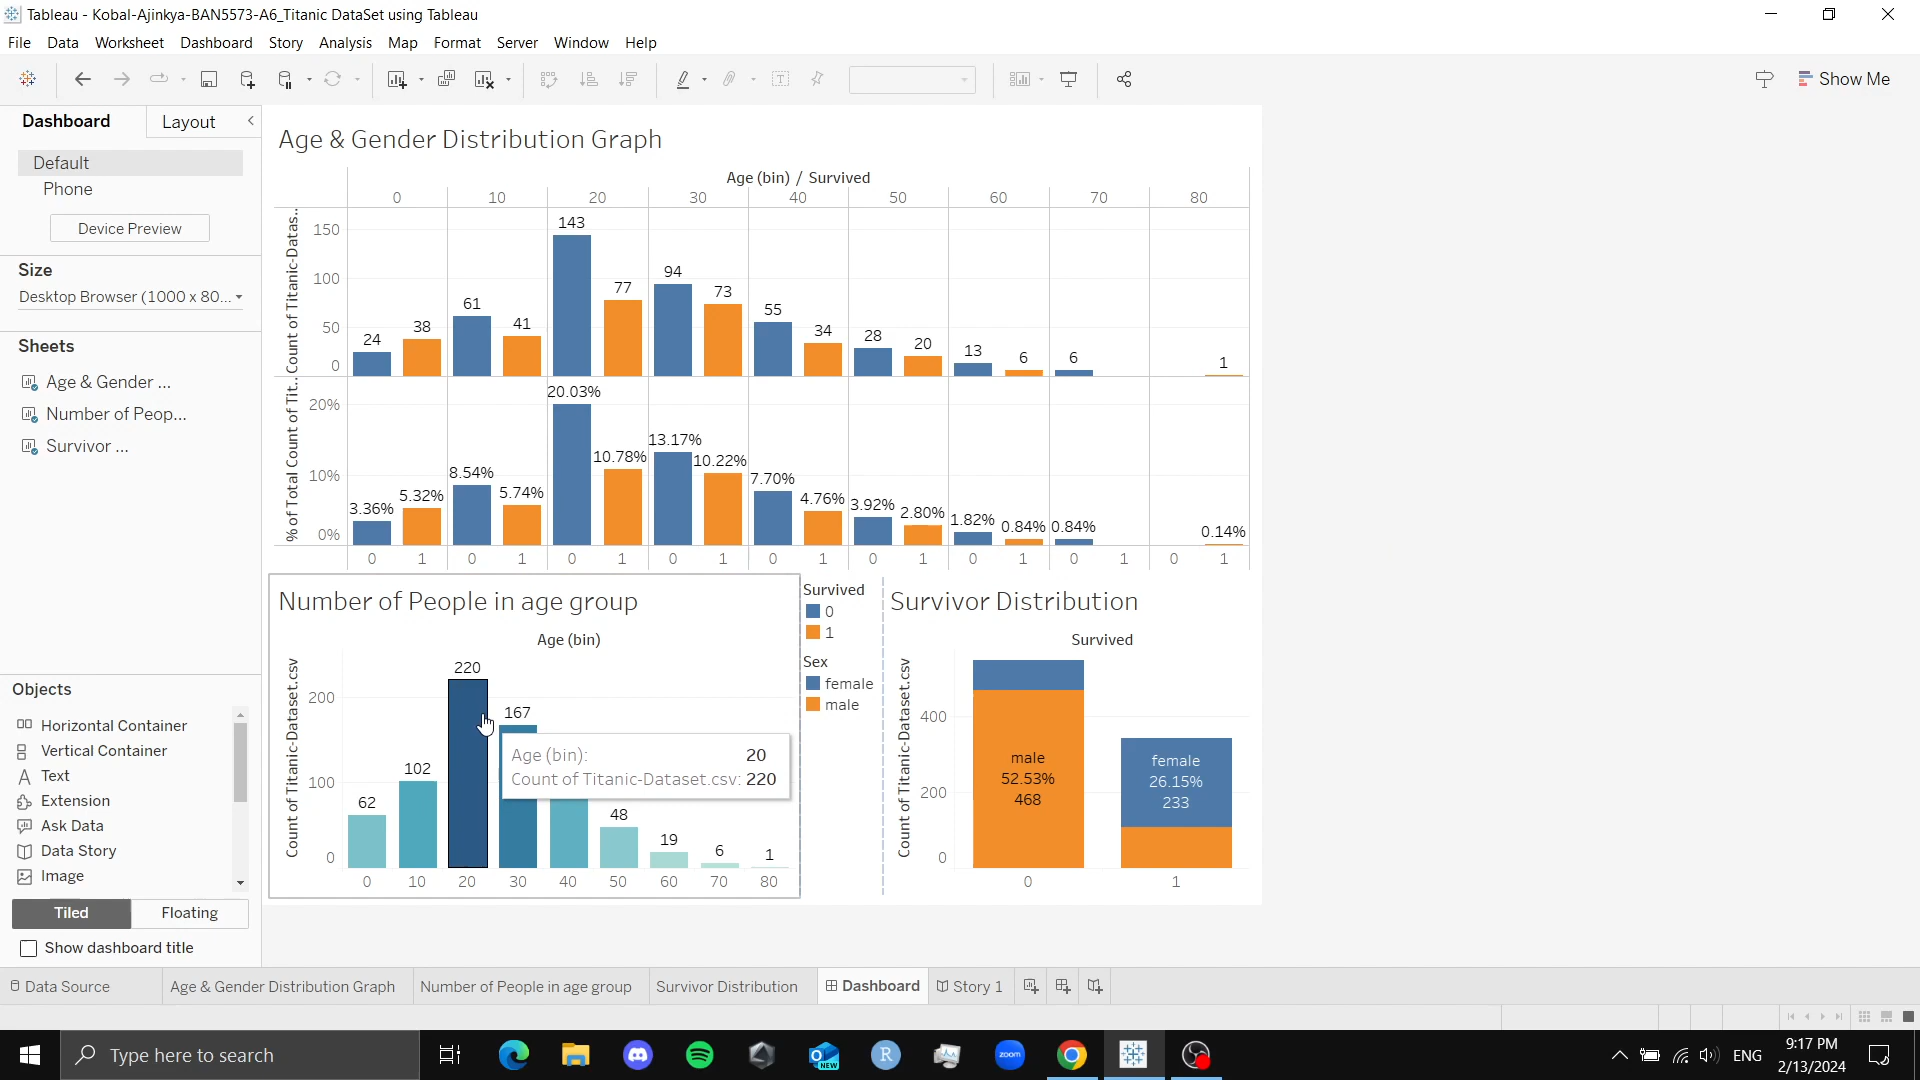 Tableau - Kobal-Ajinkya-BAN5573-A6_Titanic DataSet using Tableau
File Data Worksheet Dashboard Story Analysis Map Format Server Window Help
Show Me
Dashboard Layout
Default
Phone
Device Preview
Size
Desktop Browser (1000 x 80...
Sheets
Age & Gender ...
Number of Peop...
Survivor ...
Objects
Horizontal Container
Vertical Container
Text
Extension
Ask Data
Data Story
Image
Tiled Floating
Show dashboard title
Age & Gender Distribution Graph
Age (bin) / Survived
0 10 20 30 40 50 60 70 80
Count of Titanic-Datas..
150
100
50
0
24 38 61 41 143 77 94 73 55 34 28 20 13 6 6 1
% of Total Count of Tit..
20%
10%
0%
3.36% 5.32% 8.54% 5.74% 20.03% 10.78% 13.17% 10.22% 7.70% 4.76% 3.92% 2.80% 1.82% 0.84% 0.84% 0.14%
0 1 0 1 0 1 0 1 0 1 0 1 0 1 0 1 0 1
Number of People in age group
Age (bin)
Count of Titanic-Dataset.csv
200
100
0
62 102 220 167 48 19 6 1
Age (bin): 20
Count of Titanic-Dataset.csv: 220
0 10 20 30 40 50 60 70 80
Survived
0
1
Sex
female
male
Survivor Distribution
Survived
Count of Titanic-Dataset.csv
400
200
0
male
52.53%
468
female
26.15%
233
0 1
Data Source Age & Gender Distribution Graph Number of People in age group Survivor Distribution Dashboard Story 1
Type here to search
NEW
R
zoom
ENG
9:17 PM
2/13/2024